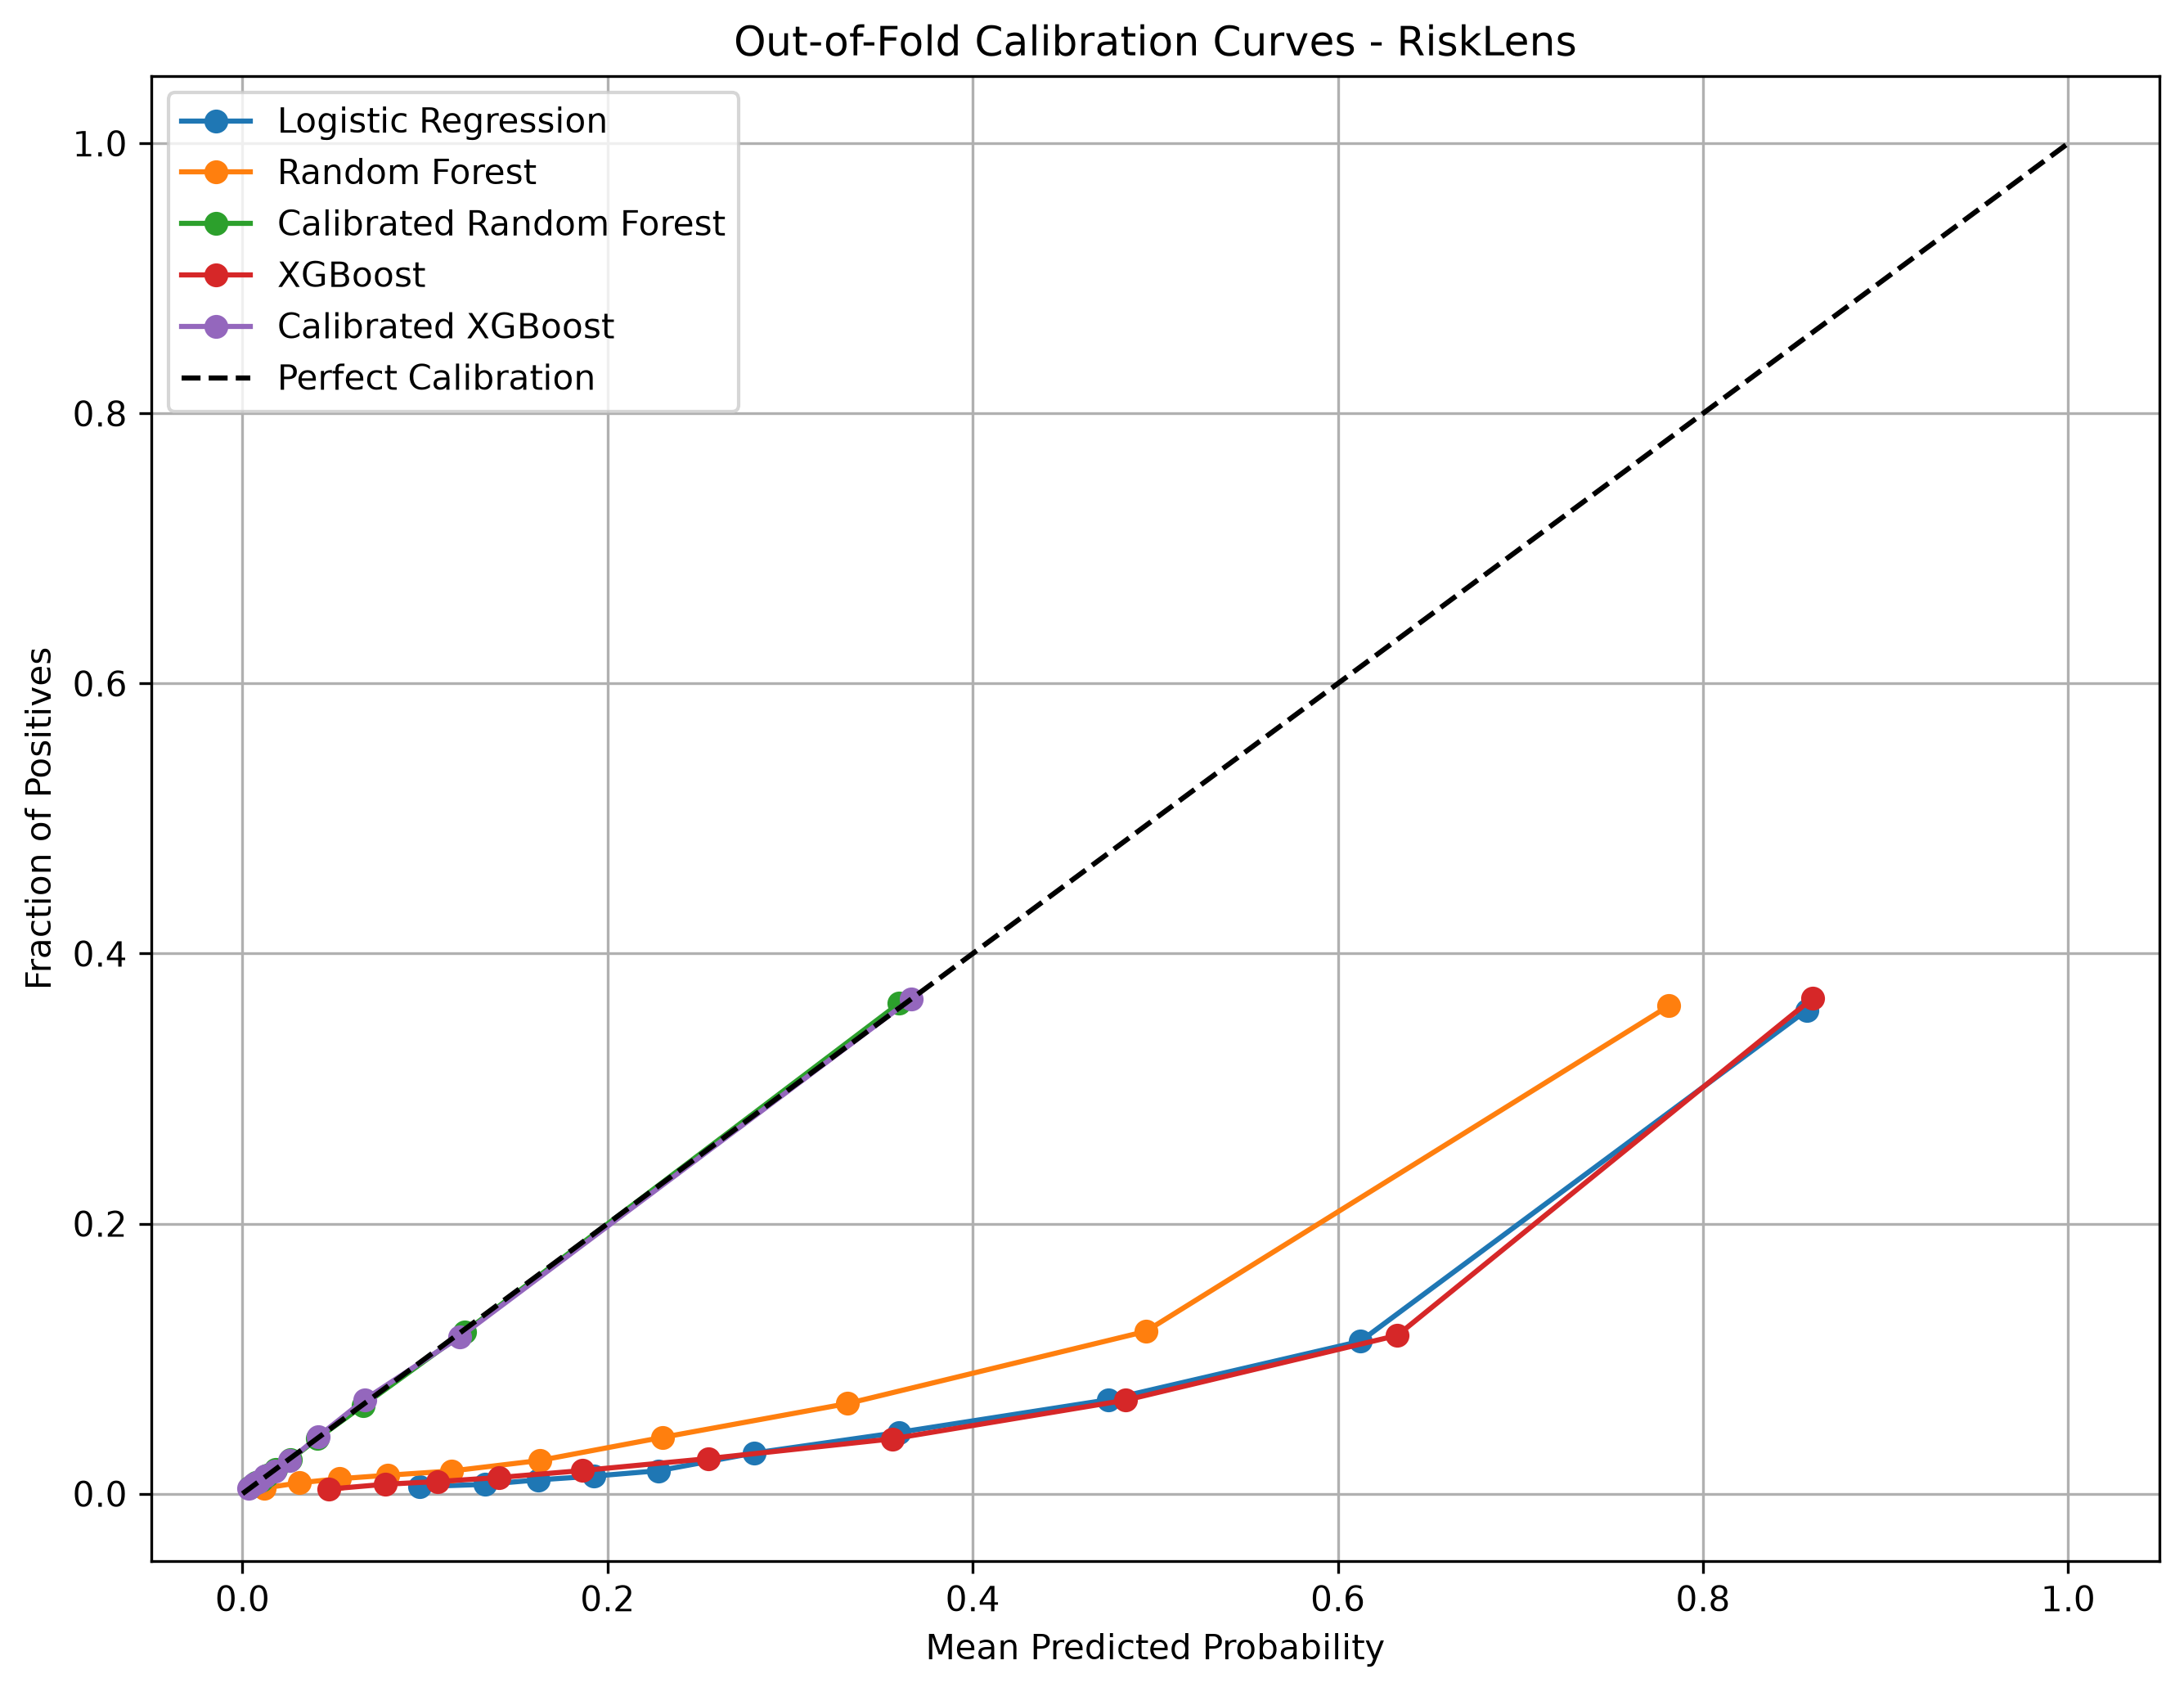 Out-of-Fold Calibration Curves - RiskLens
Logistic Regression
Random Forest
Calibrated Random Forest
XGBoost
Calibrated XGBoost
Perfect Calibration
1.0
0.8
0.6
0.4
0.2
0.0
Fraction of Positives
0.0 0.2 0.4 0.6 0.8 1.0
Mean Predicted Probability